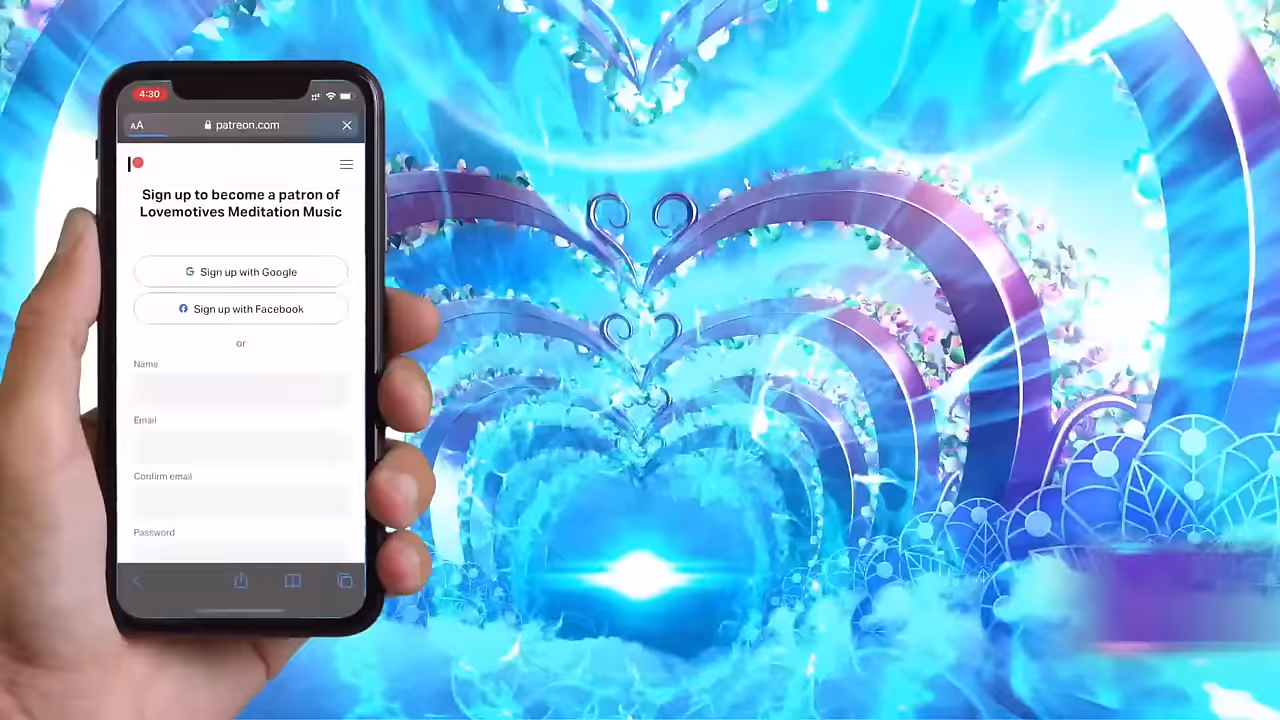 4:30
AA
patreon.com
Sign up to become a patron of
Lovemotives Meditation Music
Sign up with Google
Sign up with Facebook
or
Name
Email
Confirm email
Password